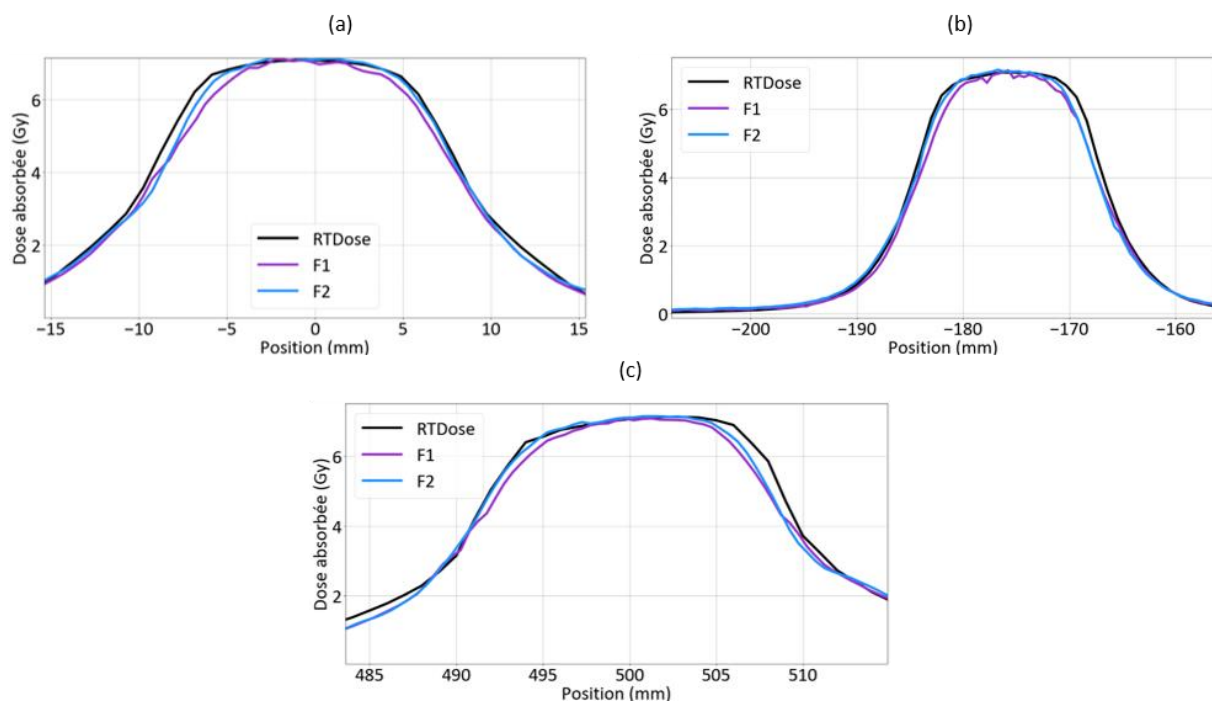 (a)
Dose absorbée (Gy)
6
4
2
RTDose
F1
F2
−15
−10
−5
0
5
10
15
Position (mm)
(b)
Dose absorbée (Gy)
6
4
2
0
RTDose
F1
F2
−200
−190
−180
−170
−160
Position (mm)
(c)
Dose absorbée (Gy)
6
4
2
RTDose
F1
F2
485
490
495
500
505
510
Position (mm)